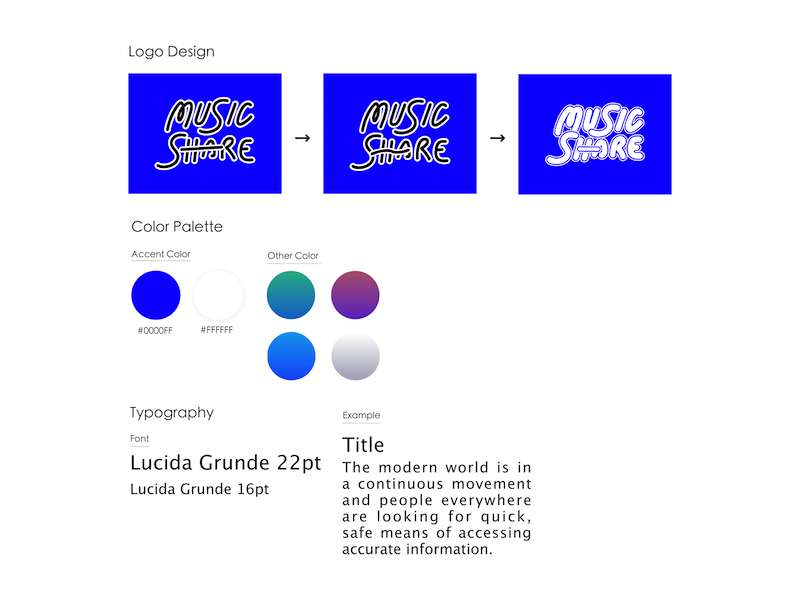 Logo Design
MUSIC
SHARE
→
MUSIC
SHARE
→
MUSIC
SHARE
Color Palette
Accent Color
Other Color
#0000FF
#FFFFFF
Typography
Font
Lucida Grunde 22pt
Lucida Grunde 16pt
Example
Title
The modern world is in
a continuous movement
and people everywhere
are looking for quick,
safe means of accessing
accurate information.